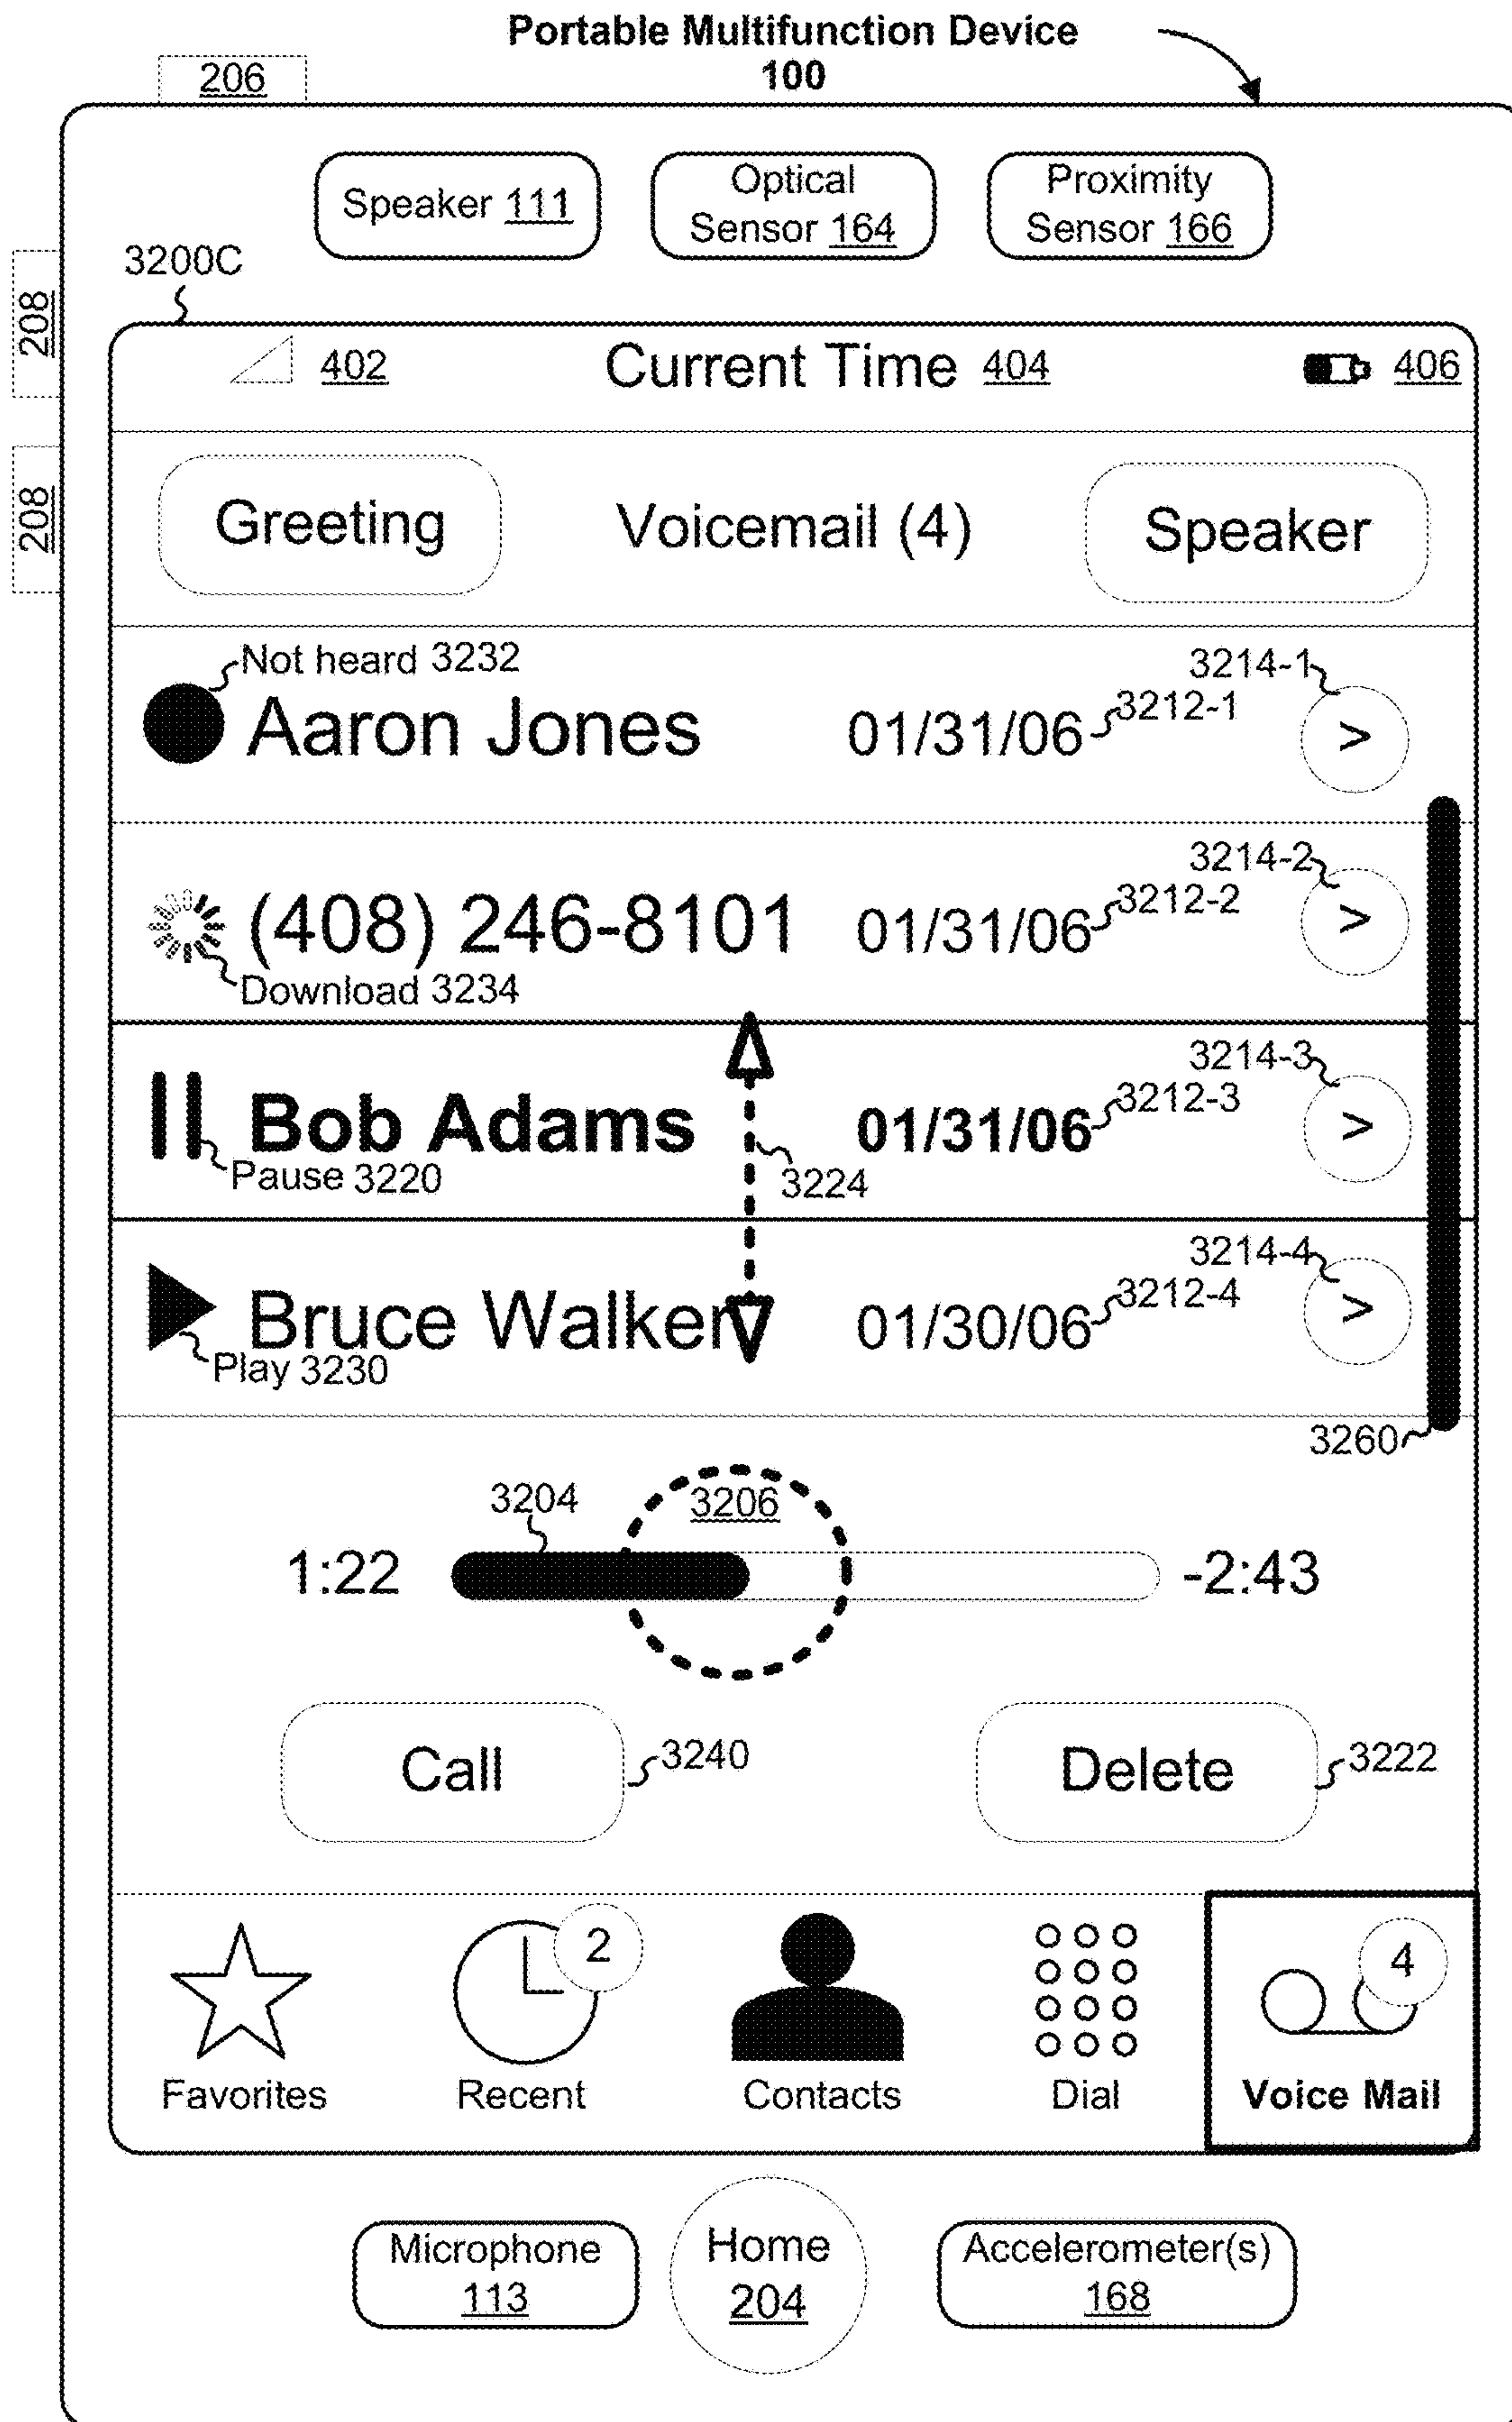 Portable Multifunction Device
100
206
Speaker 111
Optical
Sensor 164
Proximity
Sensor 166
3200C
208
208
402
Current Time 404
406
Greeting
Voicemail (4)
Speaker
Not heard 3232
Aaron Jones
01/31/06
3212-1
3214-1
>
(408) 246-8101
01/31/06
3212-2
3214-2
>
Download 3234
Bob Adams
01/31/06
3212-3
3214-3
>
Pause 3220
3224
Bruce Walker
01/30/06
3212-4
3214-4
>
Play 3230
3260
3204
3206
1:22
-2:43
Call
3240
Delete
3222
2
4
Favorites
Recent
Contacts
Dial
Voice Mail
Microphone
113
Home
204
Accelerometer(s)
168